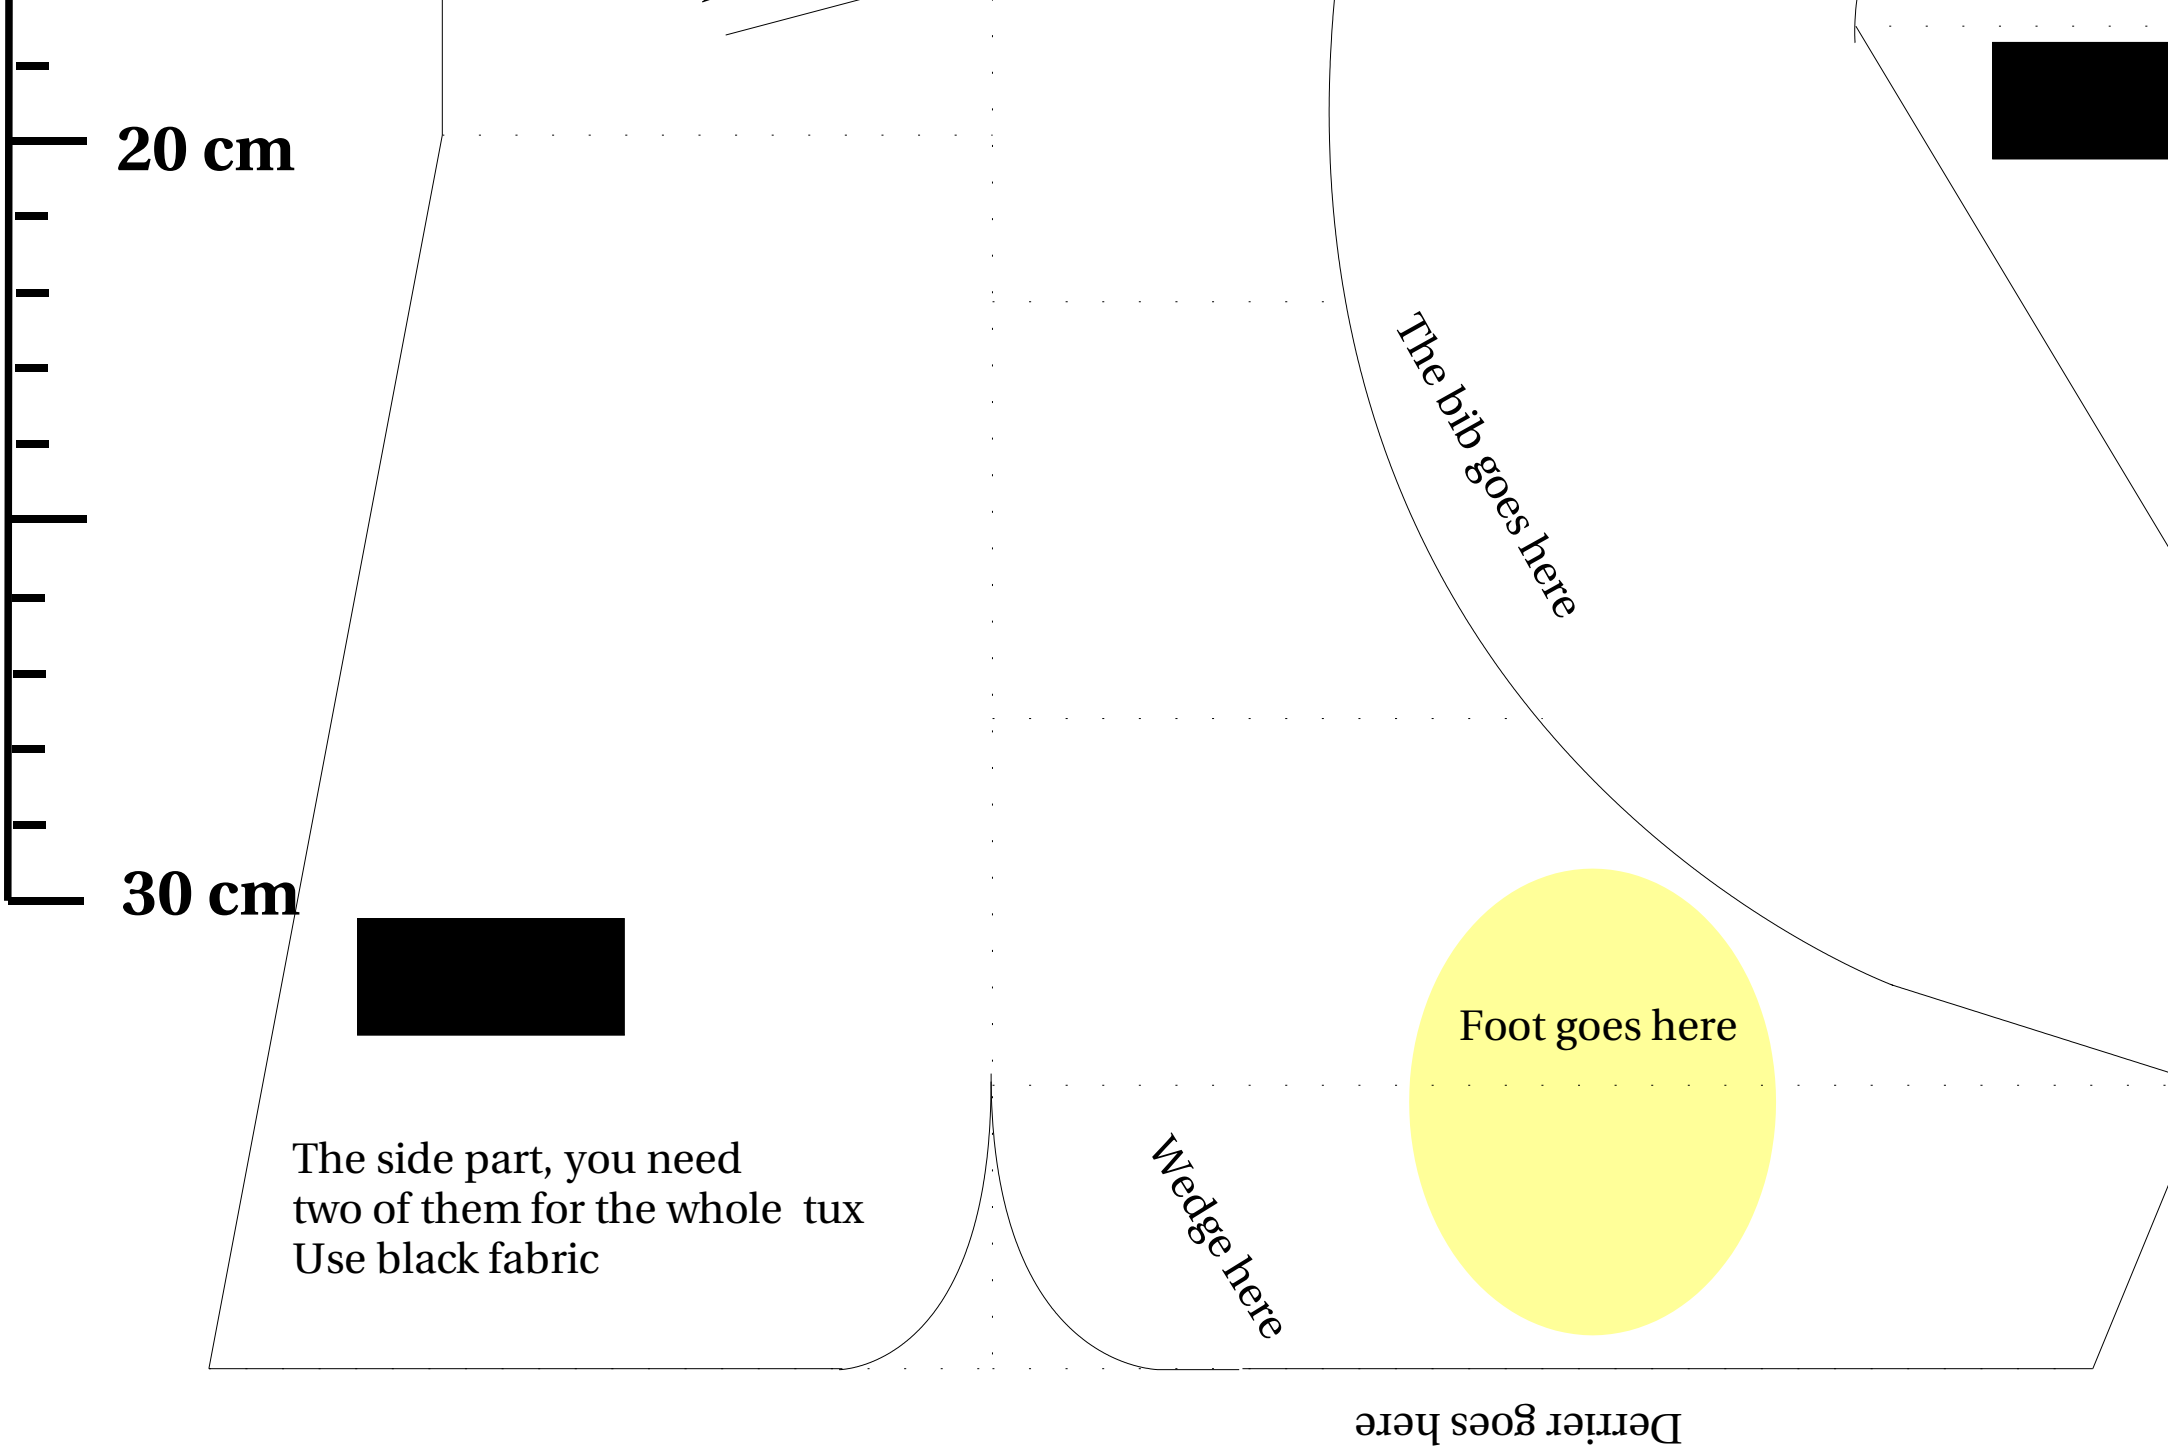 20 cm
The bib goes here
30 cm
Foot goes here
The side part, you need
two of them for the whole  tux
Use black fabric
Wedge here
Derrier goes here